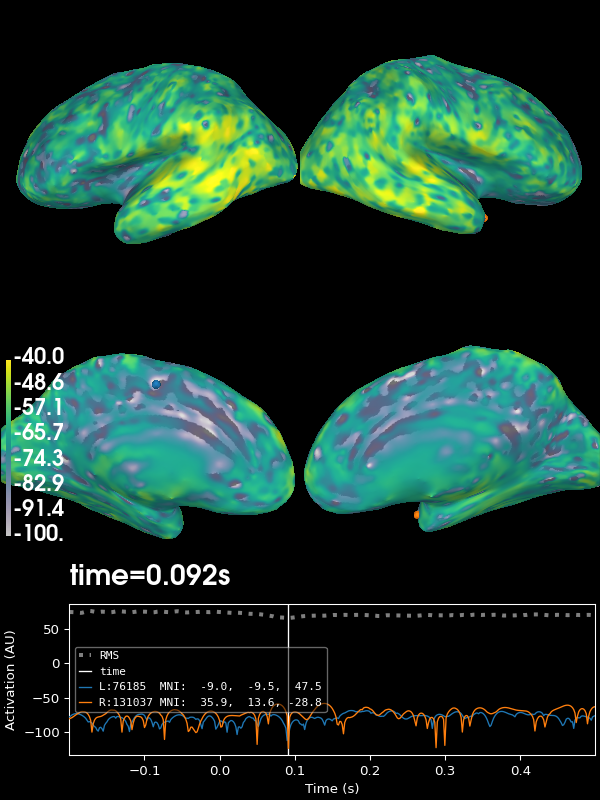 -40.0
-48.6
-57.1
-65.7
-74.3
-82.9
-91.4
-100.
time=0.092s
Activation (AU)
50
0
−50
−100
RMS
time
L:76185 MNI: -9.0, -9.5, 47.5
R:131037 MNI: 35.9, 13.6, -28.8
−0.1 0.0 0.1 0.2 0.3 0.4
Time (s)